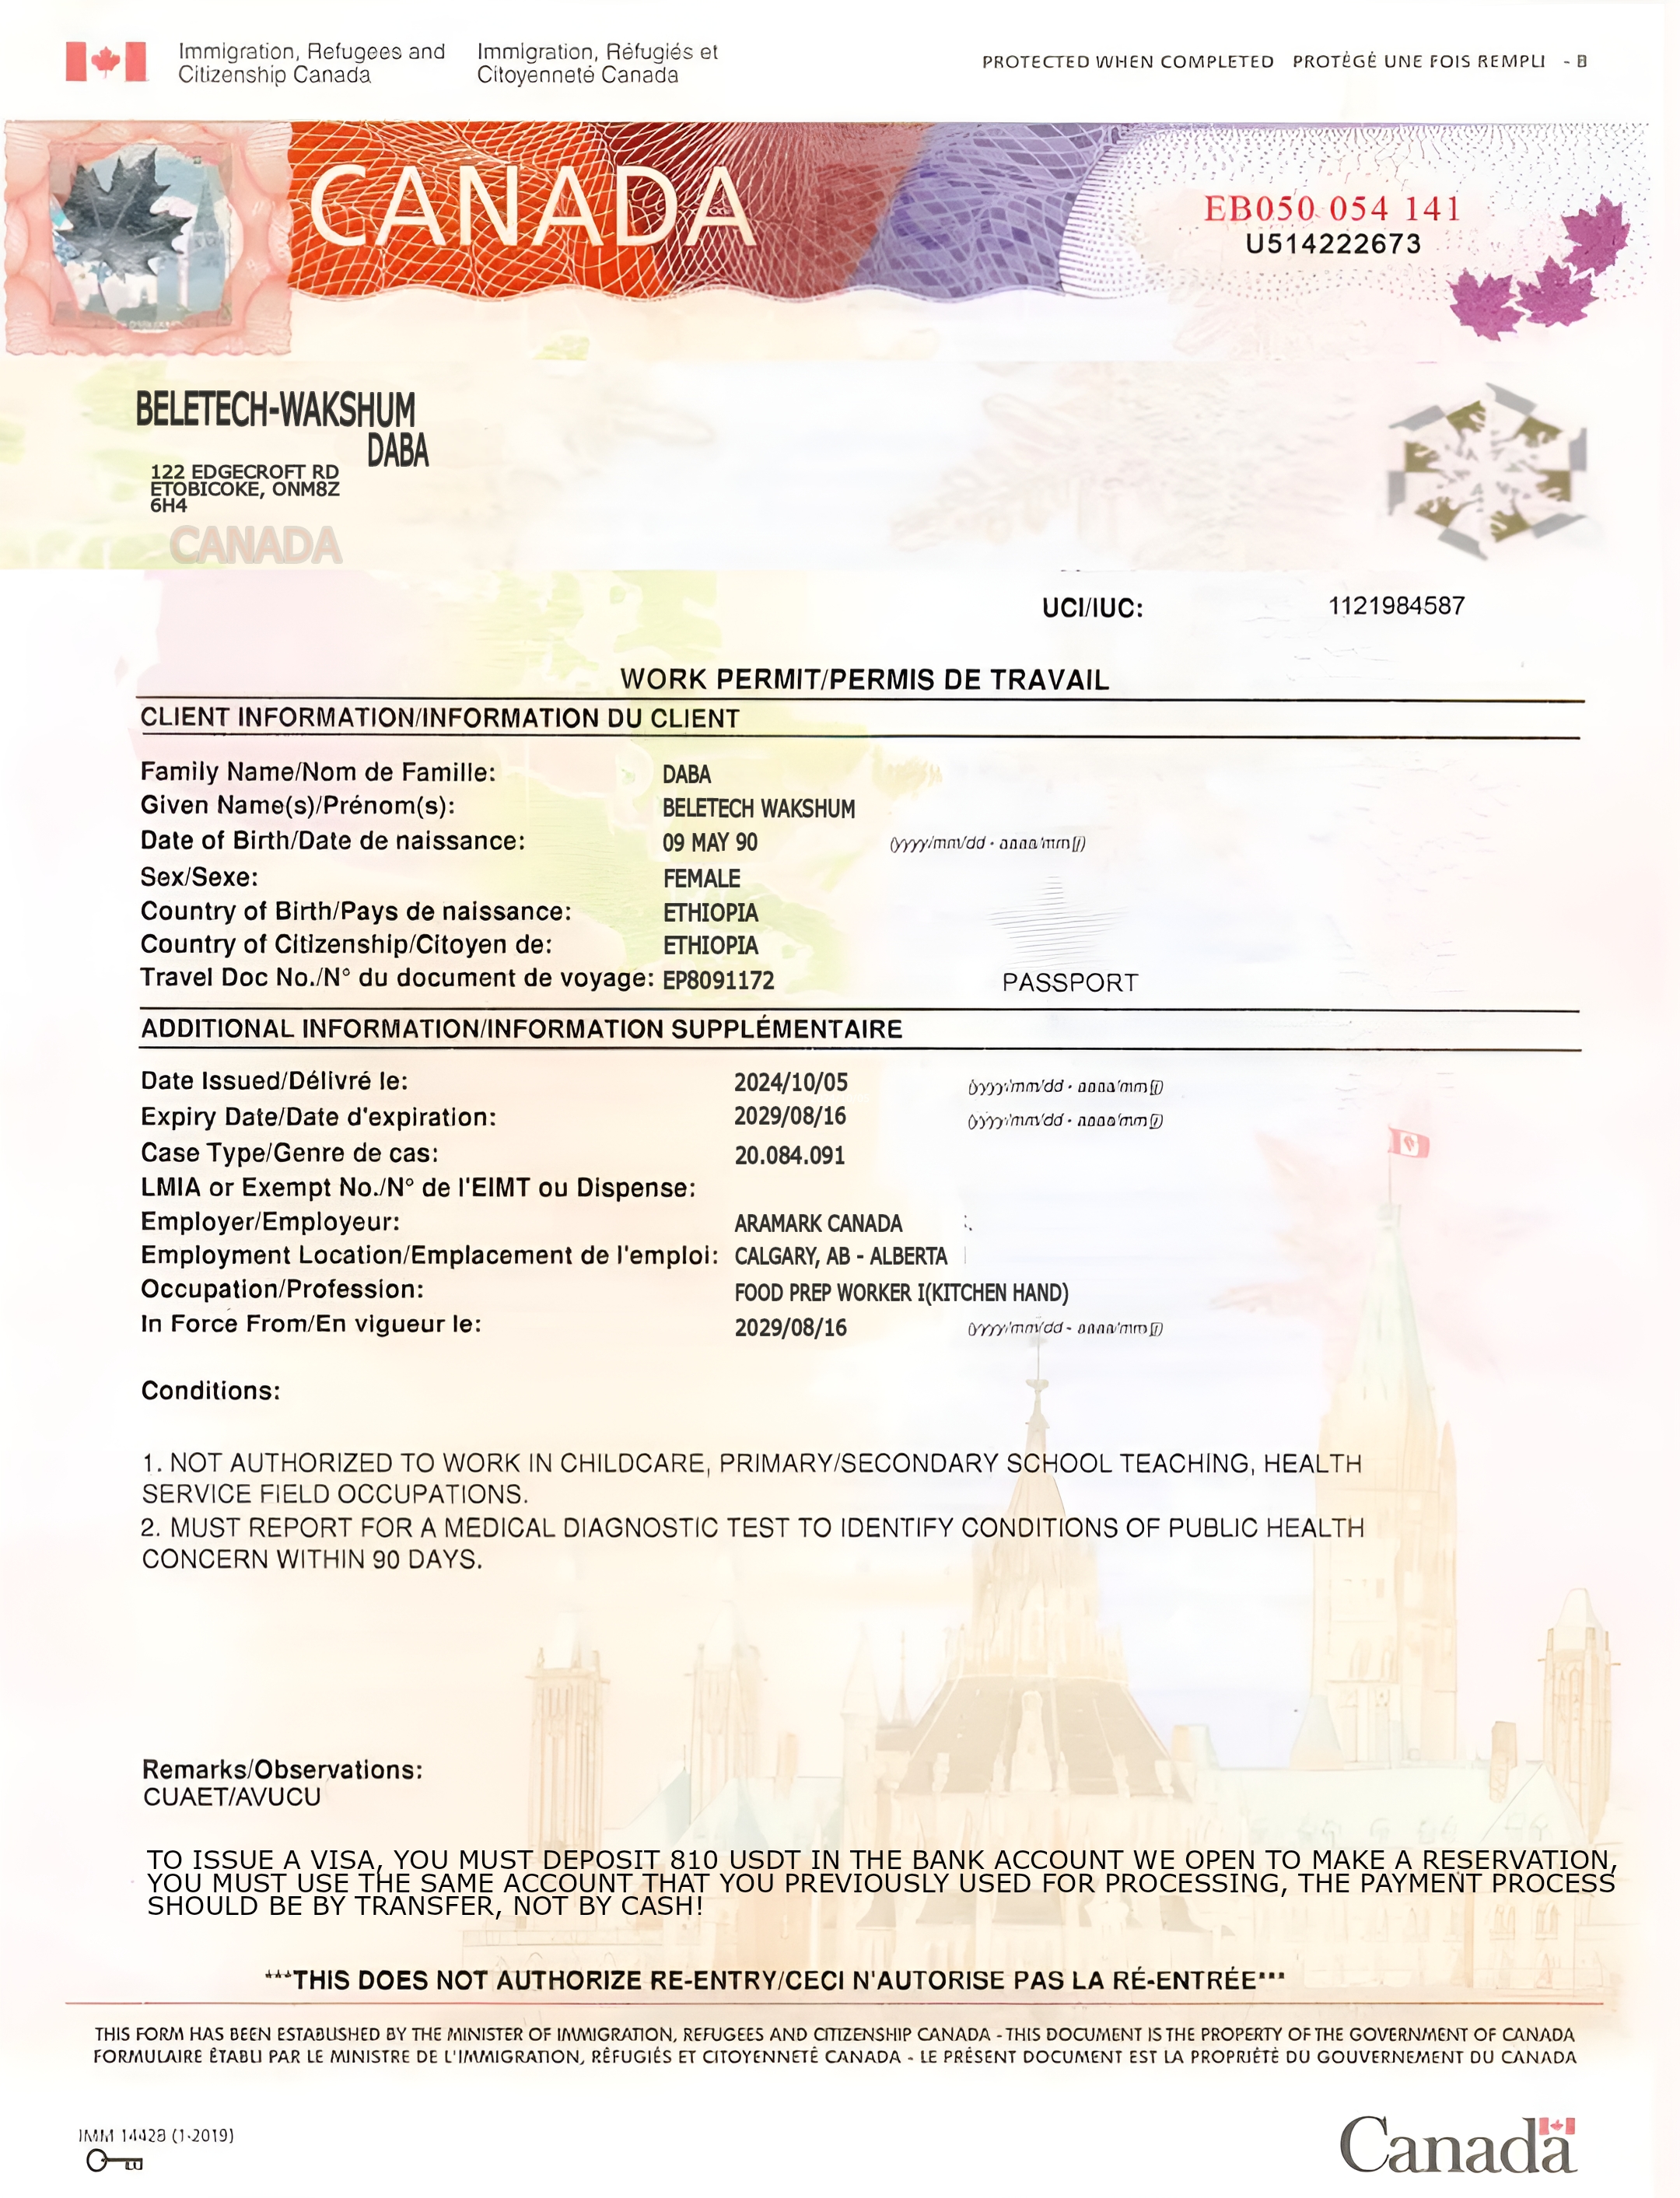 Immigration, Refugees and Citizenship Canada
Immigration, Réfugiés et Citoyenneté Canada
PROTECTED WHEN COMPLETED PROTÉGÉ UNE FOIS REMPLI - B
CANADA
EB050 054 141
U514222673
BELETECH-WAKSHUM
DABA
122 EDGECROFT RD
ETOBICOKE, ONM8Z
6H4
CANADA
UCI/IUC: 1121984587
WORK PERMIT/PERMIS DE TRAVAIL
CLIENT INFORMATION/INFORMATION DU CLIENT
Family Name/Nom de Famille: DABA
Given Name(s)/Prénom(s): BELETECH WAKSHUM
Date of Birth/Date de naissance: 09 MAY 90 (yyyy/mm/dd - aaaa/mm/jj)
Sex/Sexe: FEMALE
Country of Birth/Pays de naissance: ETHIOPIA
Country of Citizenship/Citoyen de: ETHIOPIA
Travel Doc No./N° du document de voyage: EP8091172 PASSPORT
ADDITIONAL INFORMATION/INFORMATION SUPPLÉMENTAIRE
Date Issued/Délivré le: 2024/10/05 (yyyy/mm/dd - aaaa/mm/jj)
Expiry Date/Date d'expiration: 2029/08/16 (yyyy/mm/dd - aaaa/mm/jj)
Case Type/Genre de cas: 20.084.091
LMIA or Exempt No./N° de l'EIMT ou Dispense:
Employer/Employeur: ARAMARK CANADA
Employment Location/Emplacement de l'emploi: CALGARY, AB - ALBERTA
Occupation/Profession: FOOD PREP WORKER I(KITCHEN HAND)
In Force From/En vigueur le: 2029/08/16 (yyyy/mm/dd - aaaa/mm/jj)
Conditions:
1. NOT AUTHORIZED TO WORK IN CHILDCARE, PRIMARY/SECONDARY SCHOOL TEACHING, HEALTH
SERVICE FIELD OCCUPATIONS.
2. MUST REPORT FOR A MEDICAL DIAGNOSTIC TEST TO IDENTIFY CONDITIONS OF PUBLIC HEALTH
CONCERN WITHIN 90 DAYS.
Remarks/Observations:
CUAET/AVUCU
TO ISSUE A VISA, YOU MUST DEPOSIT 810 USDT IN THE BANK ACCOUNT WE OPEN TO MAKE A RESERVATION,
YOU MUST USE THE SAME ACCOUNT THAT YOU PREVIOUSLY USED FOR PROCESSING, THE PAYMENT PROCESS
SHOULD BE BY TRANSFER, NOT BY CASH!
***THIS DOES NOT AUTHORIZE RE-ENTRY/CECI N'AUTORISE PAS LA RÉ-ENTRÉE***
THIS FORM HAS BEEN ESTABLISHED BY THE MINISTER OF IMMIGRATION, REFUGEES AND CITIZENSHIP CANADA - THIS DOCUMENT IS THE PROPERTY OF THE GOVERNMENT OF CANADA
FORMULAIRE ÉTABLI PAR LE MINISTRE DE L'IMMIGRATION, RÉFUGIÉS ET CITOYENNETÉ CANADA - LE PRÉSENT DOCUMENT EST LA PROPRIÉTÉ DU GOUVERNEMENT DU CANADA
IMM 1442B (1-2019)
Canada